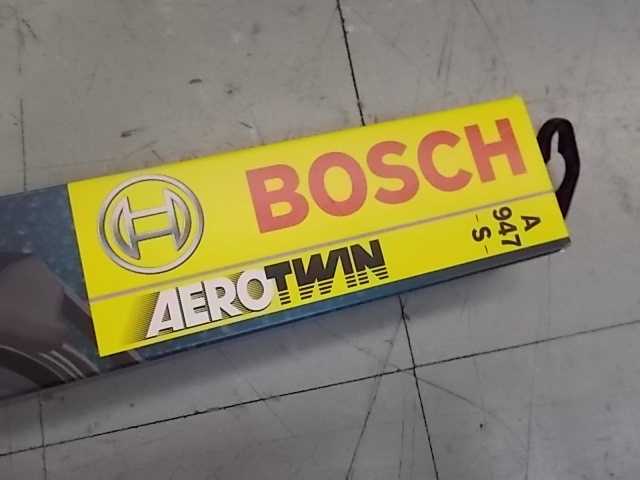 BOSCH
AEROTWIN
A
947
-S-